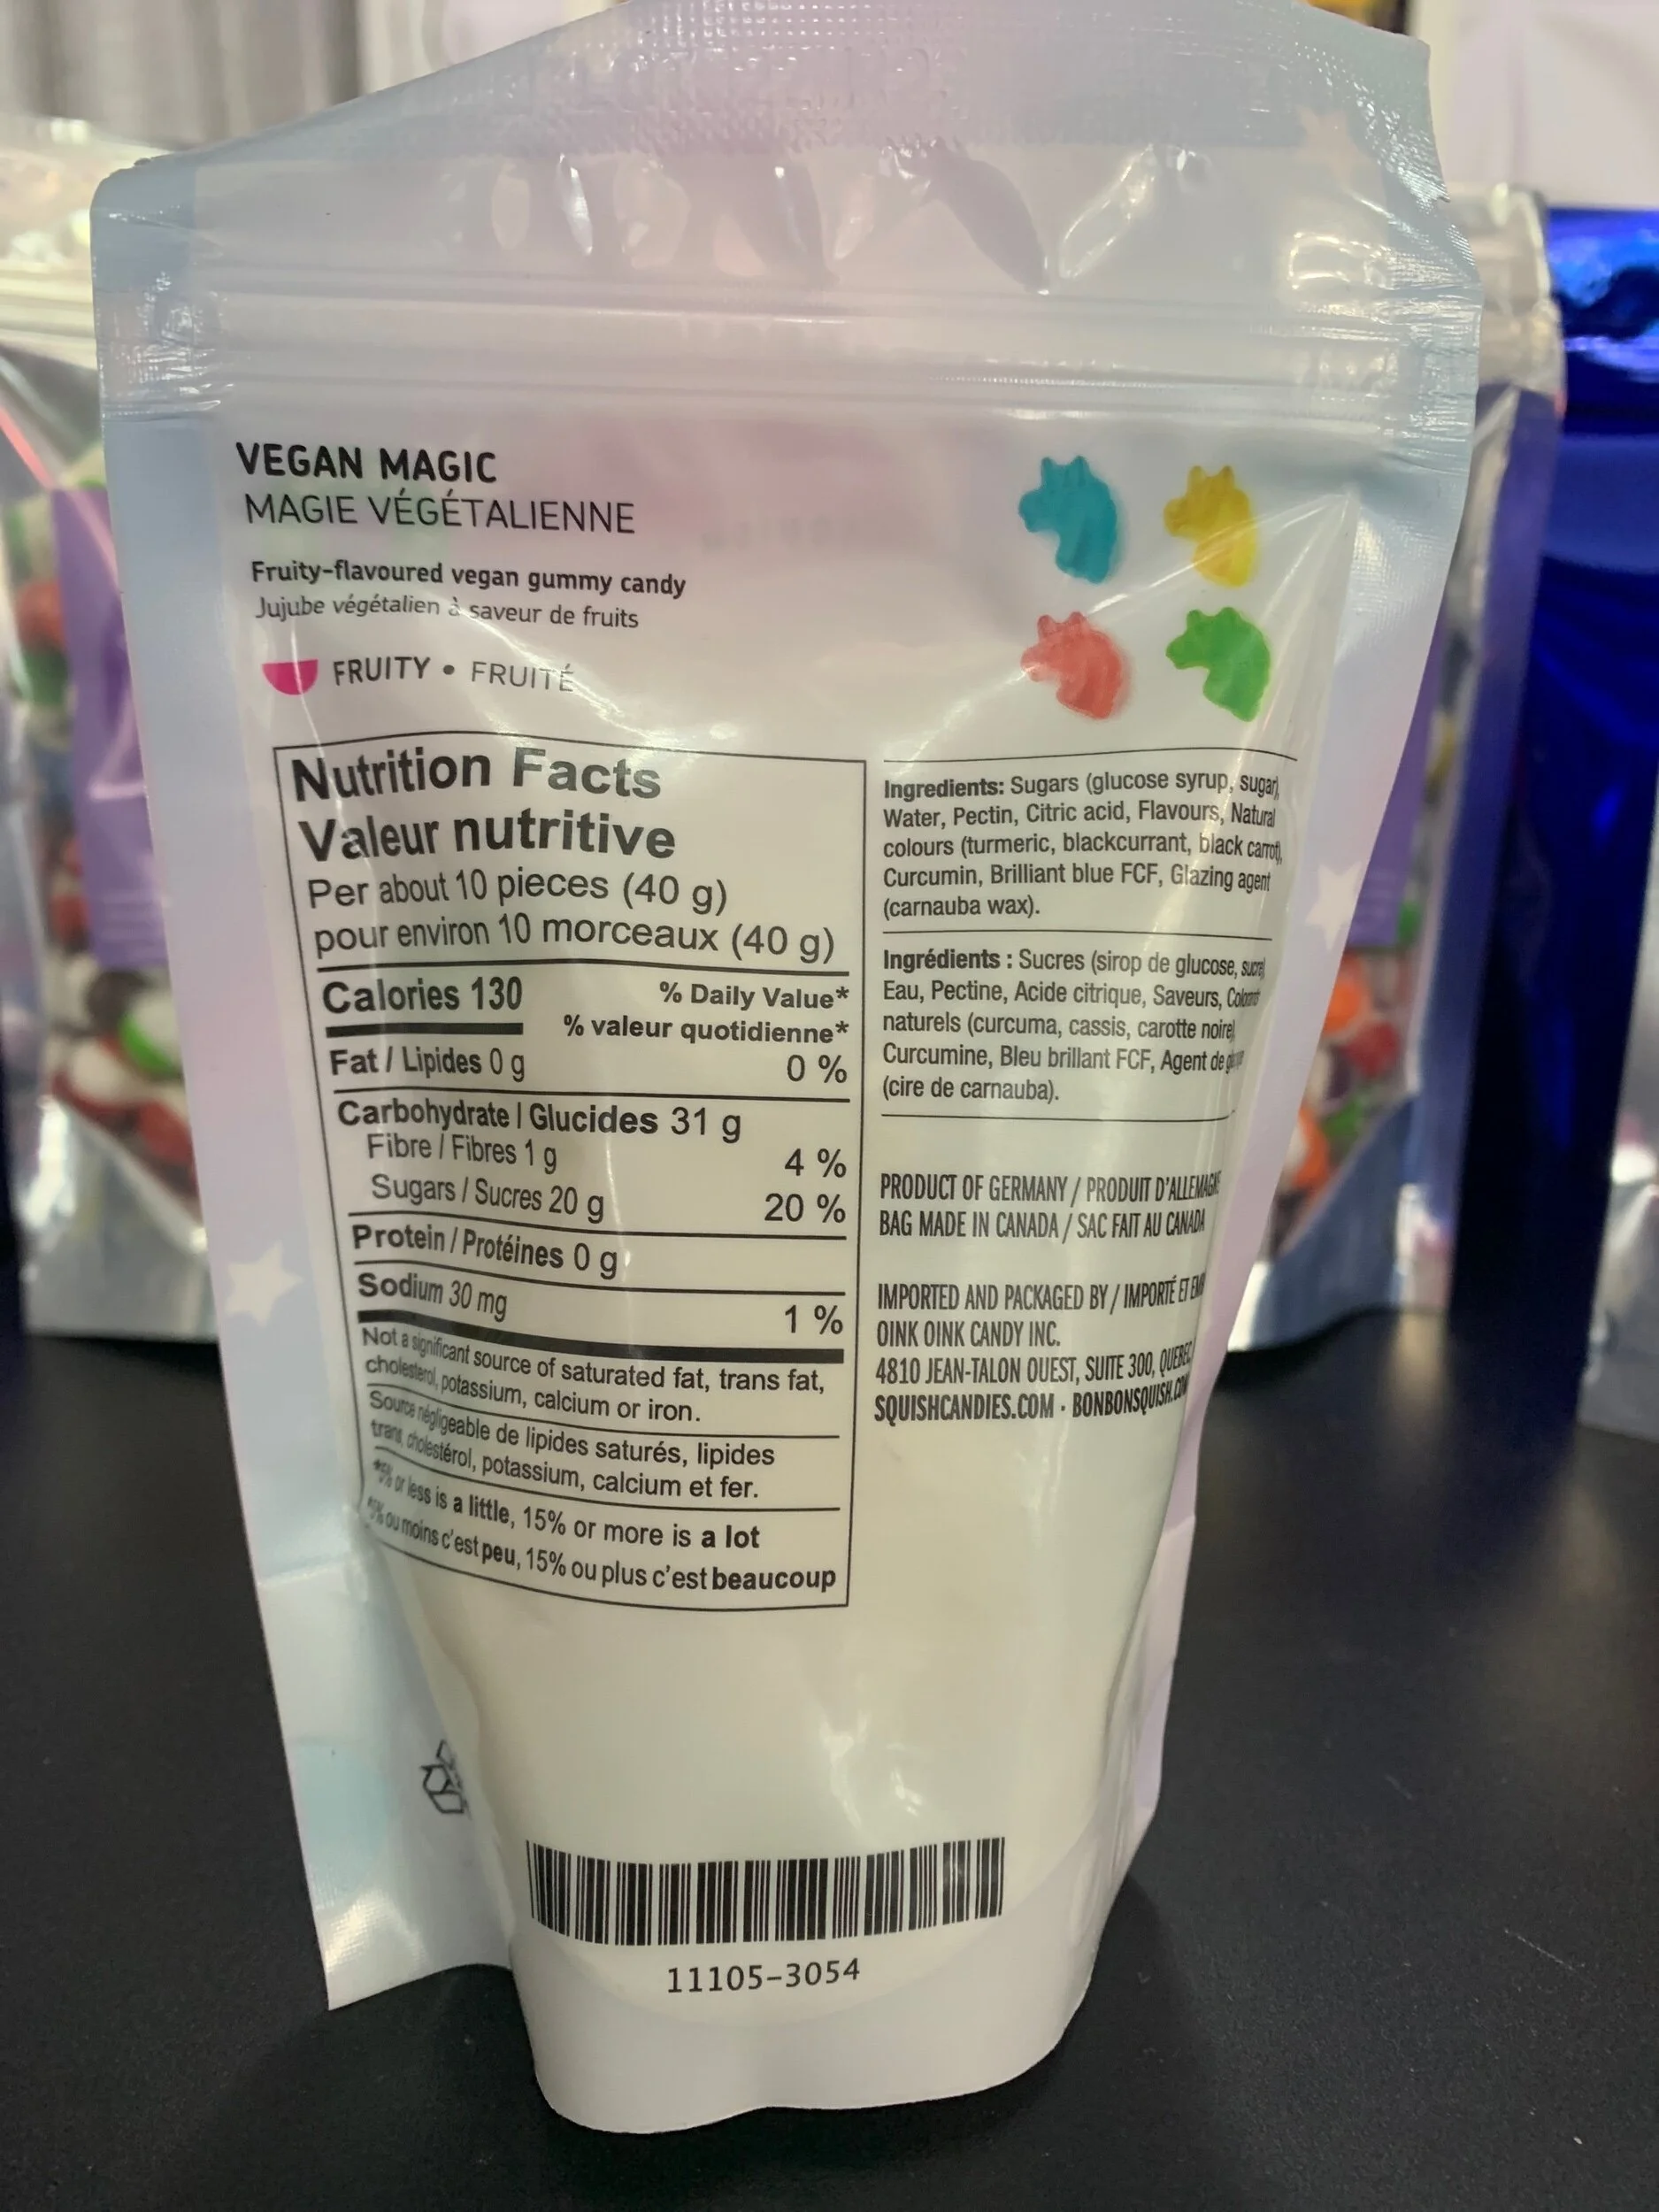 VEGAN MAGIC
MAGIE VÉGÉTALIENNE
Fruity-flavoured vegan gummy candy
Jujube végétalien à saveur de fruits
FRUITY • FRUITÉ
Nutrition Facts
Valeur nutritive
Per about 10 pieces (40 g)
pour environ 10 morceaux (40 g)
Calories 130 % Daily Value*
% valeur quotidienne*
Fat / Lipides 0 g 0 %
Carbohydrate / Glucides 31 g
Fibre / Fibres 1 g 4 %
Sugars / Sucres 20 g 20 %
Protein / Protéines 0 g
Sodium 30 mg 1 %
Not a significant source of saturated fat, trans fat,
cholesterol, potassium, calcium or iron.
Source négligeable de lipides saturés, lipides
trans, cholestérol, potassium, calcium et fer.
*5% or less is a little, 15% or more is a lot
*5% ou moins c'est peu, 15% ou plus c'est beaucoup
Ingredients: Sugars (glucose syrup, sugar),
Water, Pectin, Citric acid, Flavours, Natural
colours (turmeric, blackcurrant, black carrot),
Curcumin, Brilliant blue FCF, Glazing agent
(carnauba wax).
Ingrédients : Sucres (sirop de glucose, sucre)
Eau, Pectine, Acide citrique, Saveurs,
naturels (curcuma, cassis, carotte noire)
Curcumine, Bleu brillant FCF, Agent de
(cire de carnauba).
PRODUCT OF GERMANY / PRODUIT D'ALLEMAGNE
BAG MADE IN CANADA / SAC FAIT AU CANADA
IMPORTED AND PACKAGED BY / IMPORTÉ ET
OINK OINK CANDY INC.
4810 JEAN-TALON OUEST, SUITE 300, QUEBEC
SQUISHCANDIES.COM • BONBONSQUISH.COM
11105-3054